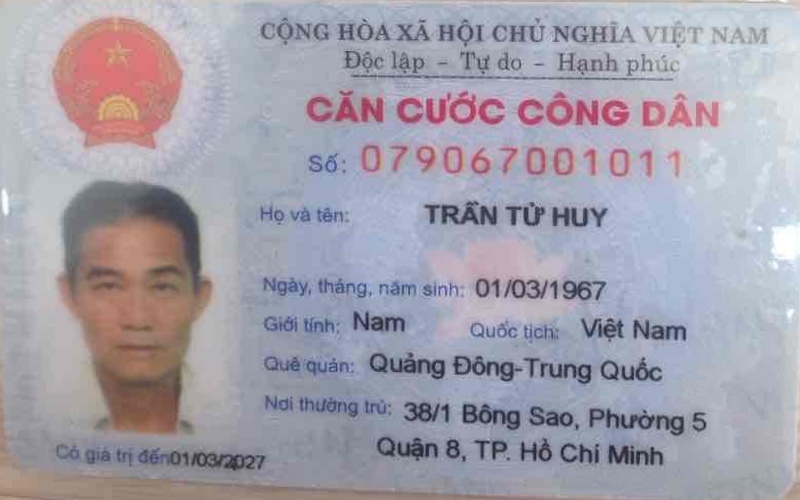 CỘNG HÒA XÃ HỘI CHỦ NGHĨA VIỆT NAM
Độc lập – Tự do – Hạnh phúc
CĂN CƯỚC CÔNG DÂN
Số: 079067001011
Họ và tên: TRẦN TỪ HUY
Ngày, tháng, năm sinh: 01/03/1967
Giới tính: Nam Quốc tịch: Việt Nam
Quê quán: Quảng Đông-Trung Quốc
Nơi thường trú: 38/1 Bông Sao, Phường 5
Quận 8, TP. Hồ Chí Minh
Có giá trị đến 01/03/2027